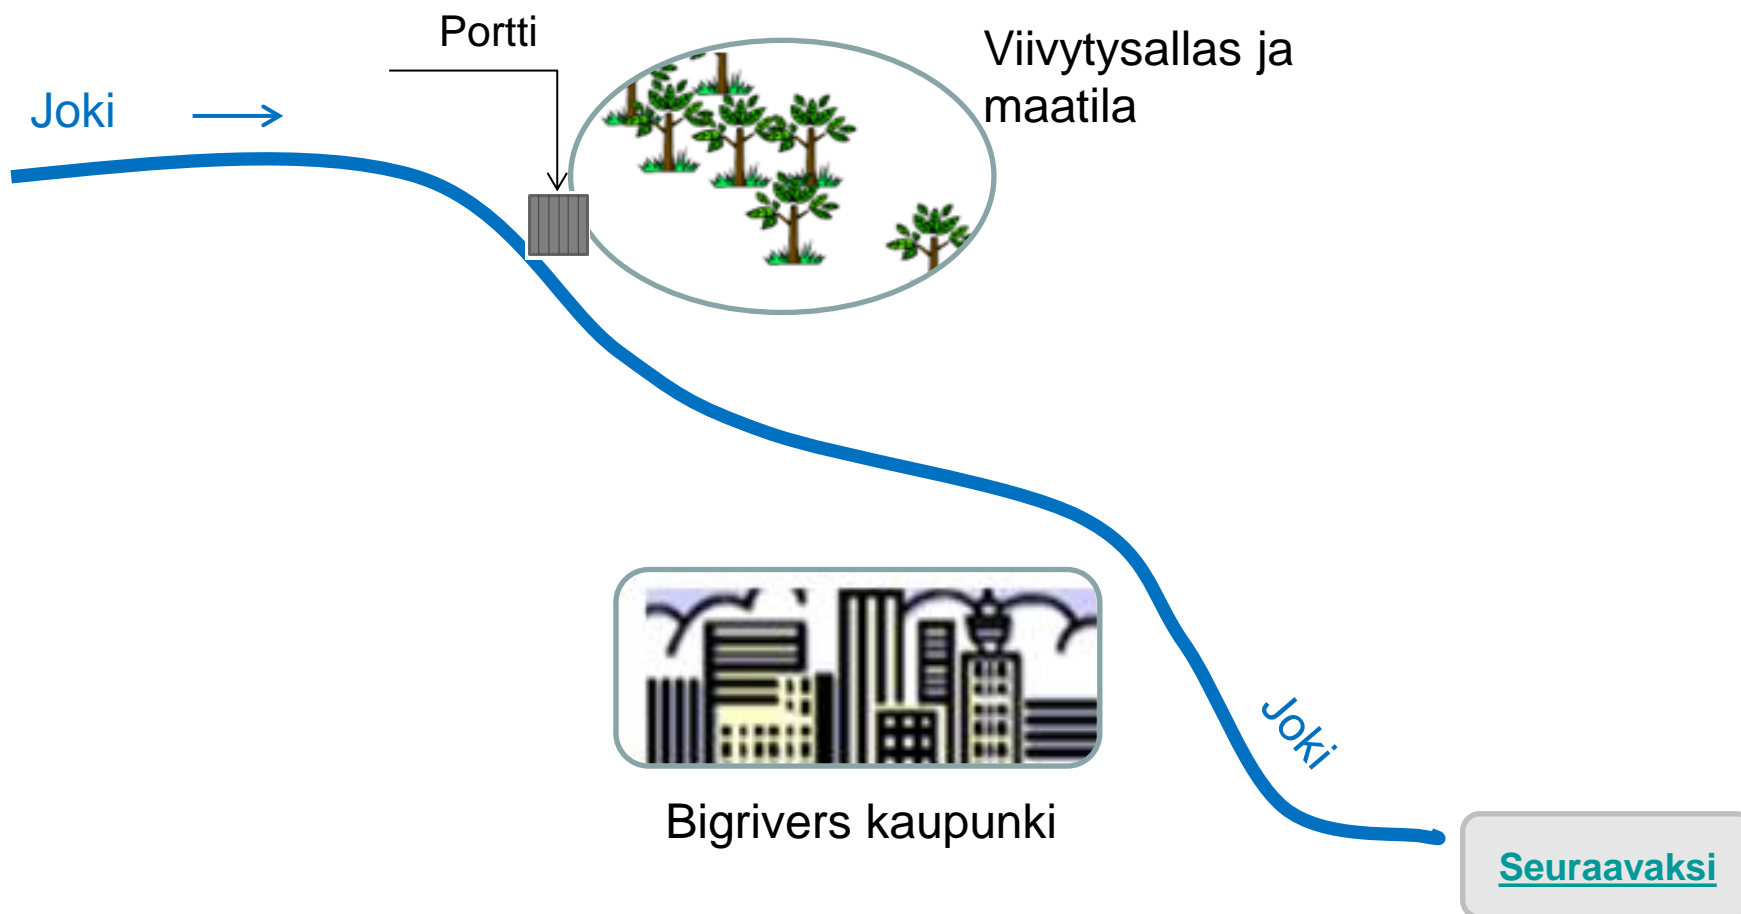 Portti
Viivytysallas ja
maatila
Joki
Joki
Bigrivers kaupunki
Seuraavaksi